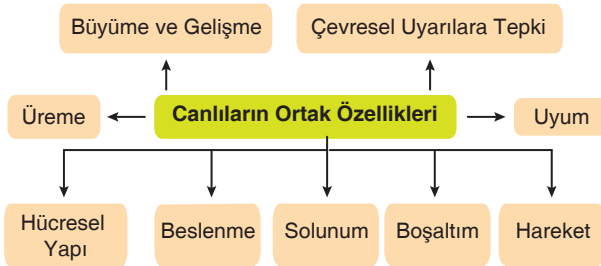 Büyüme ve Gelişme
Çevresel Uyarılara Tepki
Üreme
Canlıların Ortak Özellikleri
Uyum
Hücresel
Yapı
Beslenme
Solunum
Boşaltım
Hareket